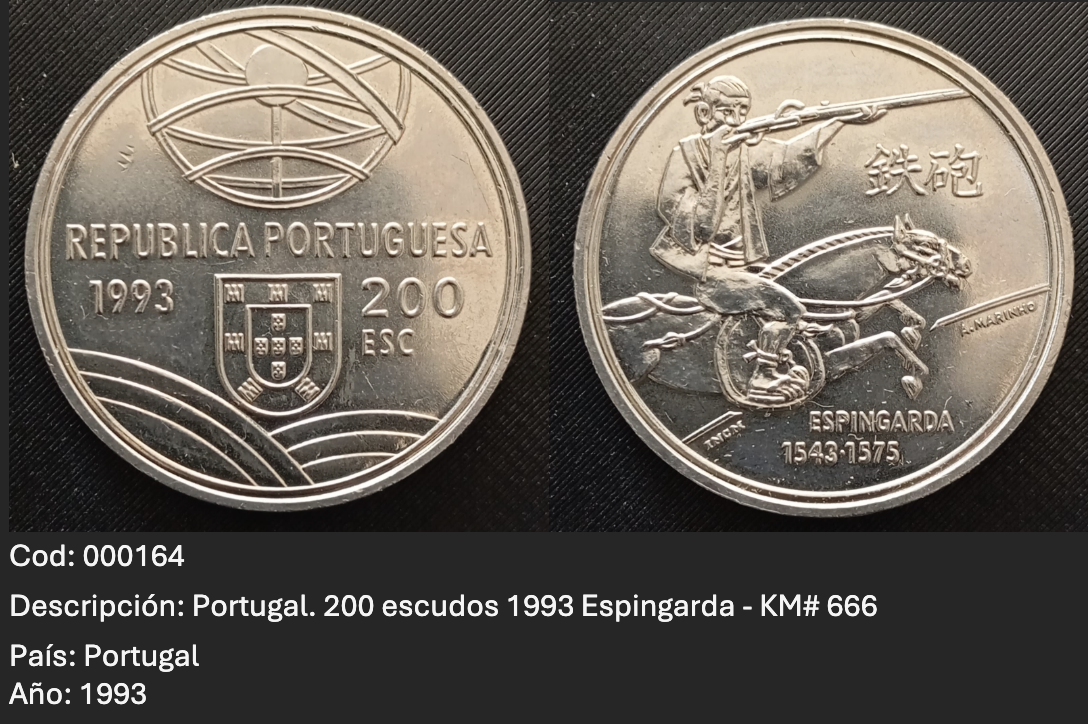 REPUBLICA PORTUGUESA
1993 200
ESC
鉄砲
A. MARINHO
ESPINGARDA
1543·1575
INCM
Cod: 000164
Descripción: Portugal. 200 escudos 1993 Espingarda - KM# 666
País: Portugal
Año: 1993